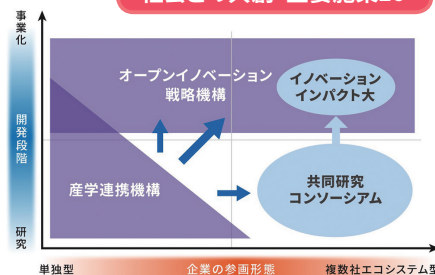 事業化
オープンイノベーション
戦略機構
イノベーション
インパクト大
開発段階
産学連携機構
共同研究
コンソーシアム
研究
単独型
企業の参画形態
複数社エコシステム型